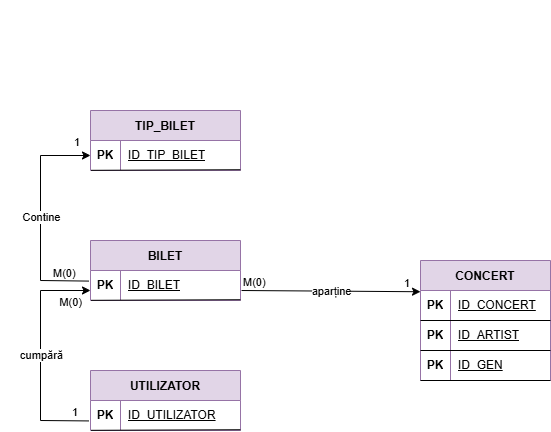 TIP_BILET
1
PK ID_TIP_BILET
Contine
BILET
M(0)
PK ID_BILET
M(0)
M(0)
aparține
1
CONCERT
PK ID_CONCERT
PK ID_ARTIST
PK ID_GEN
cumpără
UTILIZATOR
1
PK ID_UTILIZATOR